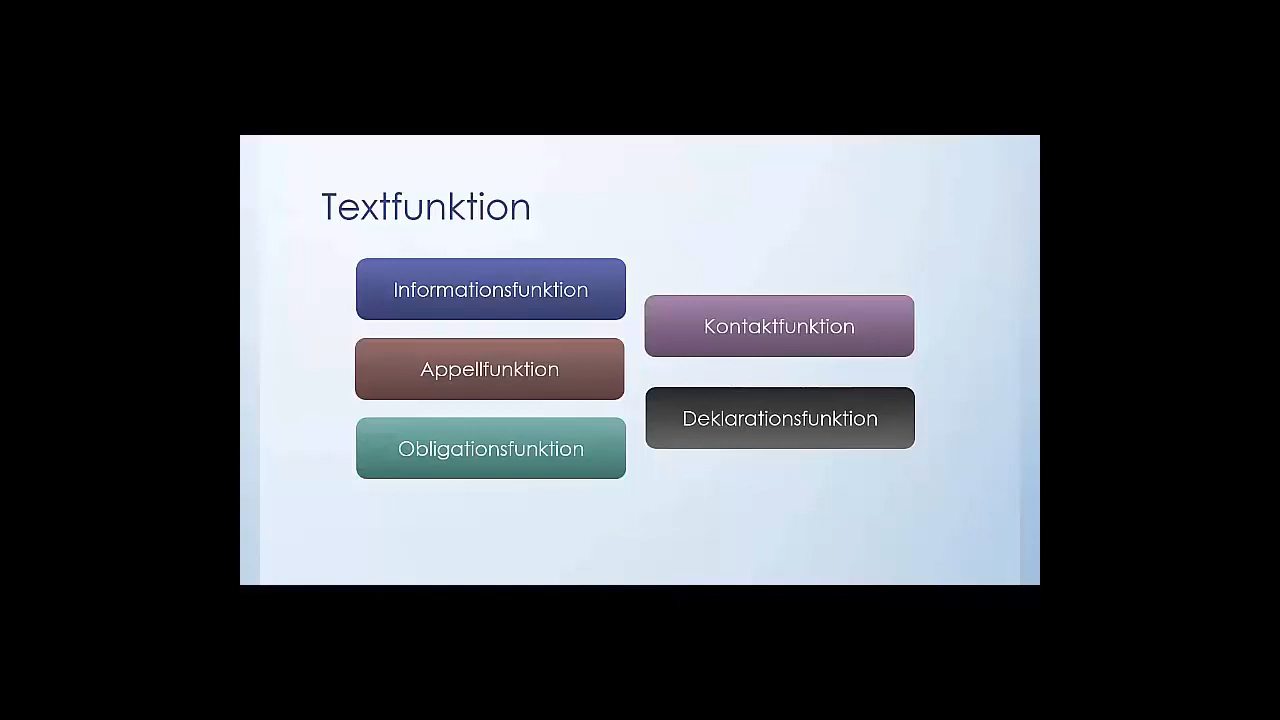 Textfunktion
Informationsfunktion
Appellfunktion
Obligationsfunktion
Kontaktfunktion
Deklarationsfunktion